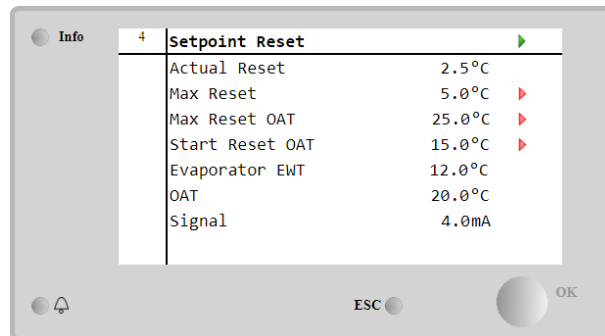 Info
4 Setpoint Reset
Actual Reset 2.5°C
Max Reset 5.0°C
Max Reset OAT 25.0°C
Start Reset OAT 15.0°C
Evaporator EWT 12.0°C
OAT 20.0°C
Signal 4.0mA
ESC
OK